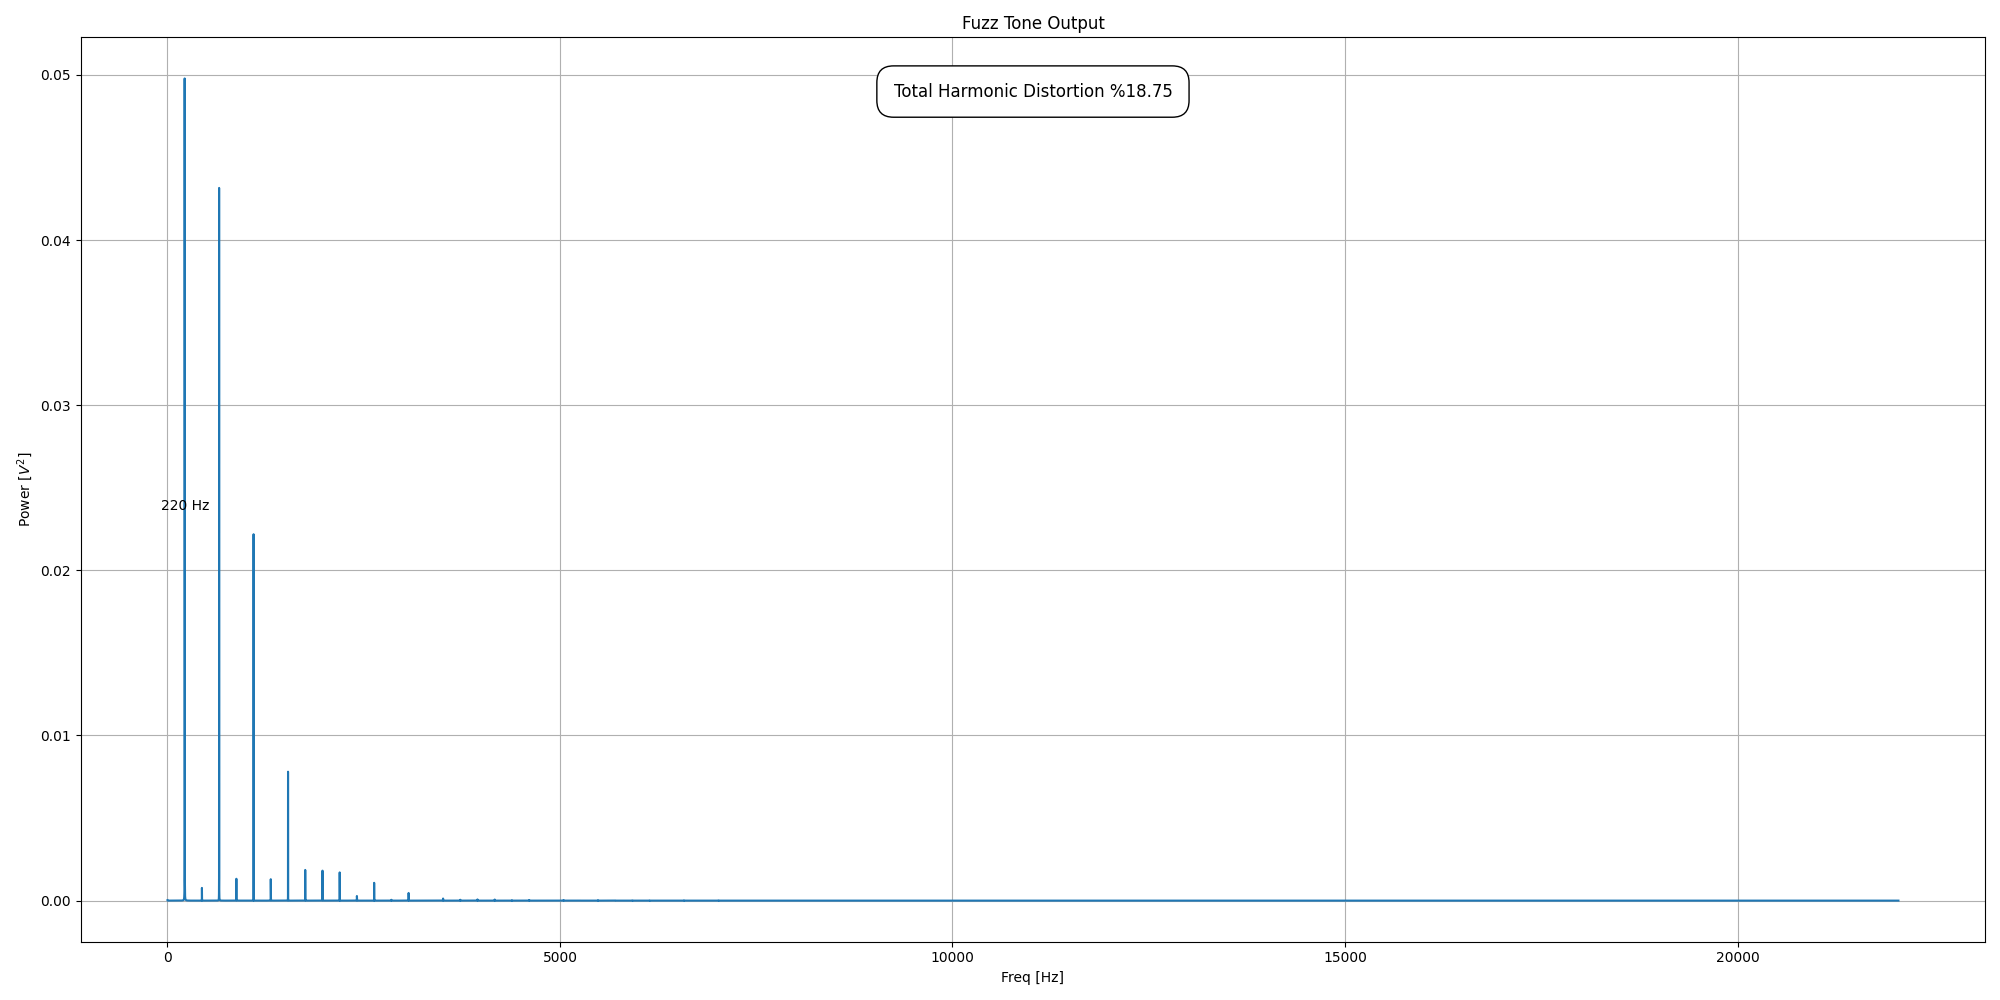 Fuzz Tone Output
Total Harmonic Distortion %18.75
0.05
0.04
0.03
0.02
0.01
0.00
Power [V²]
220 Hz
0
5000
10000
15000
20000
Freq [Hz]